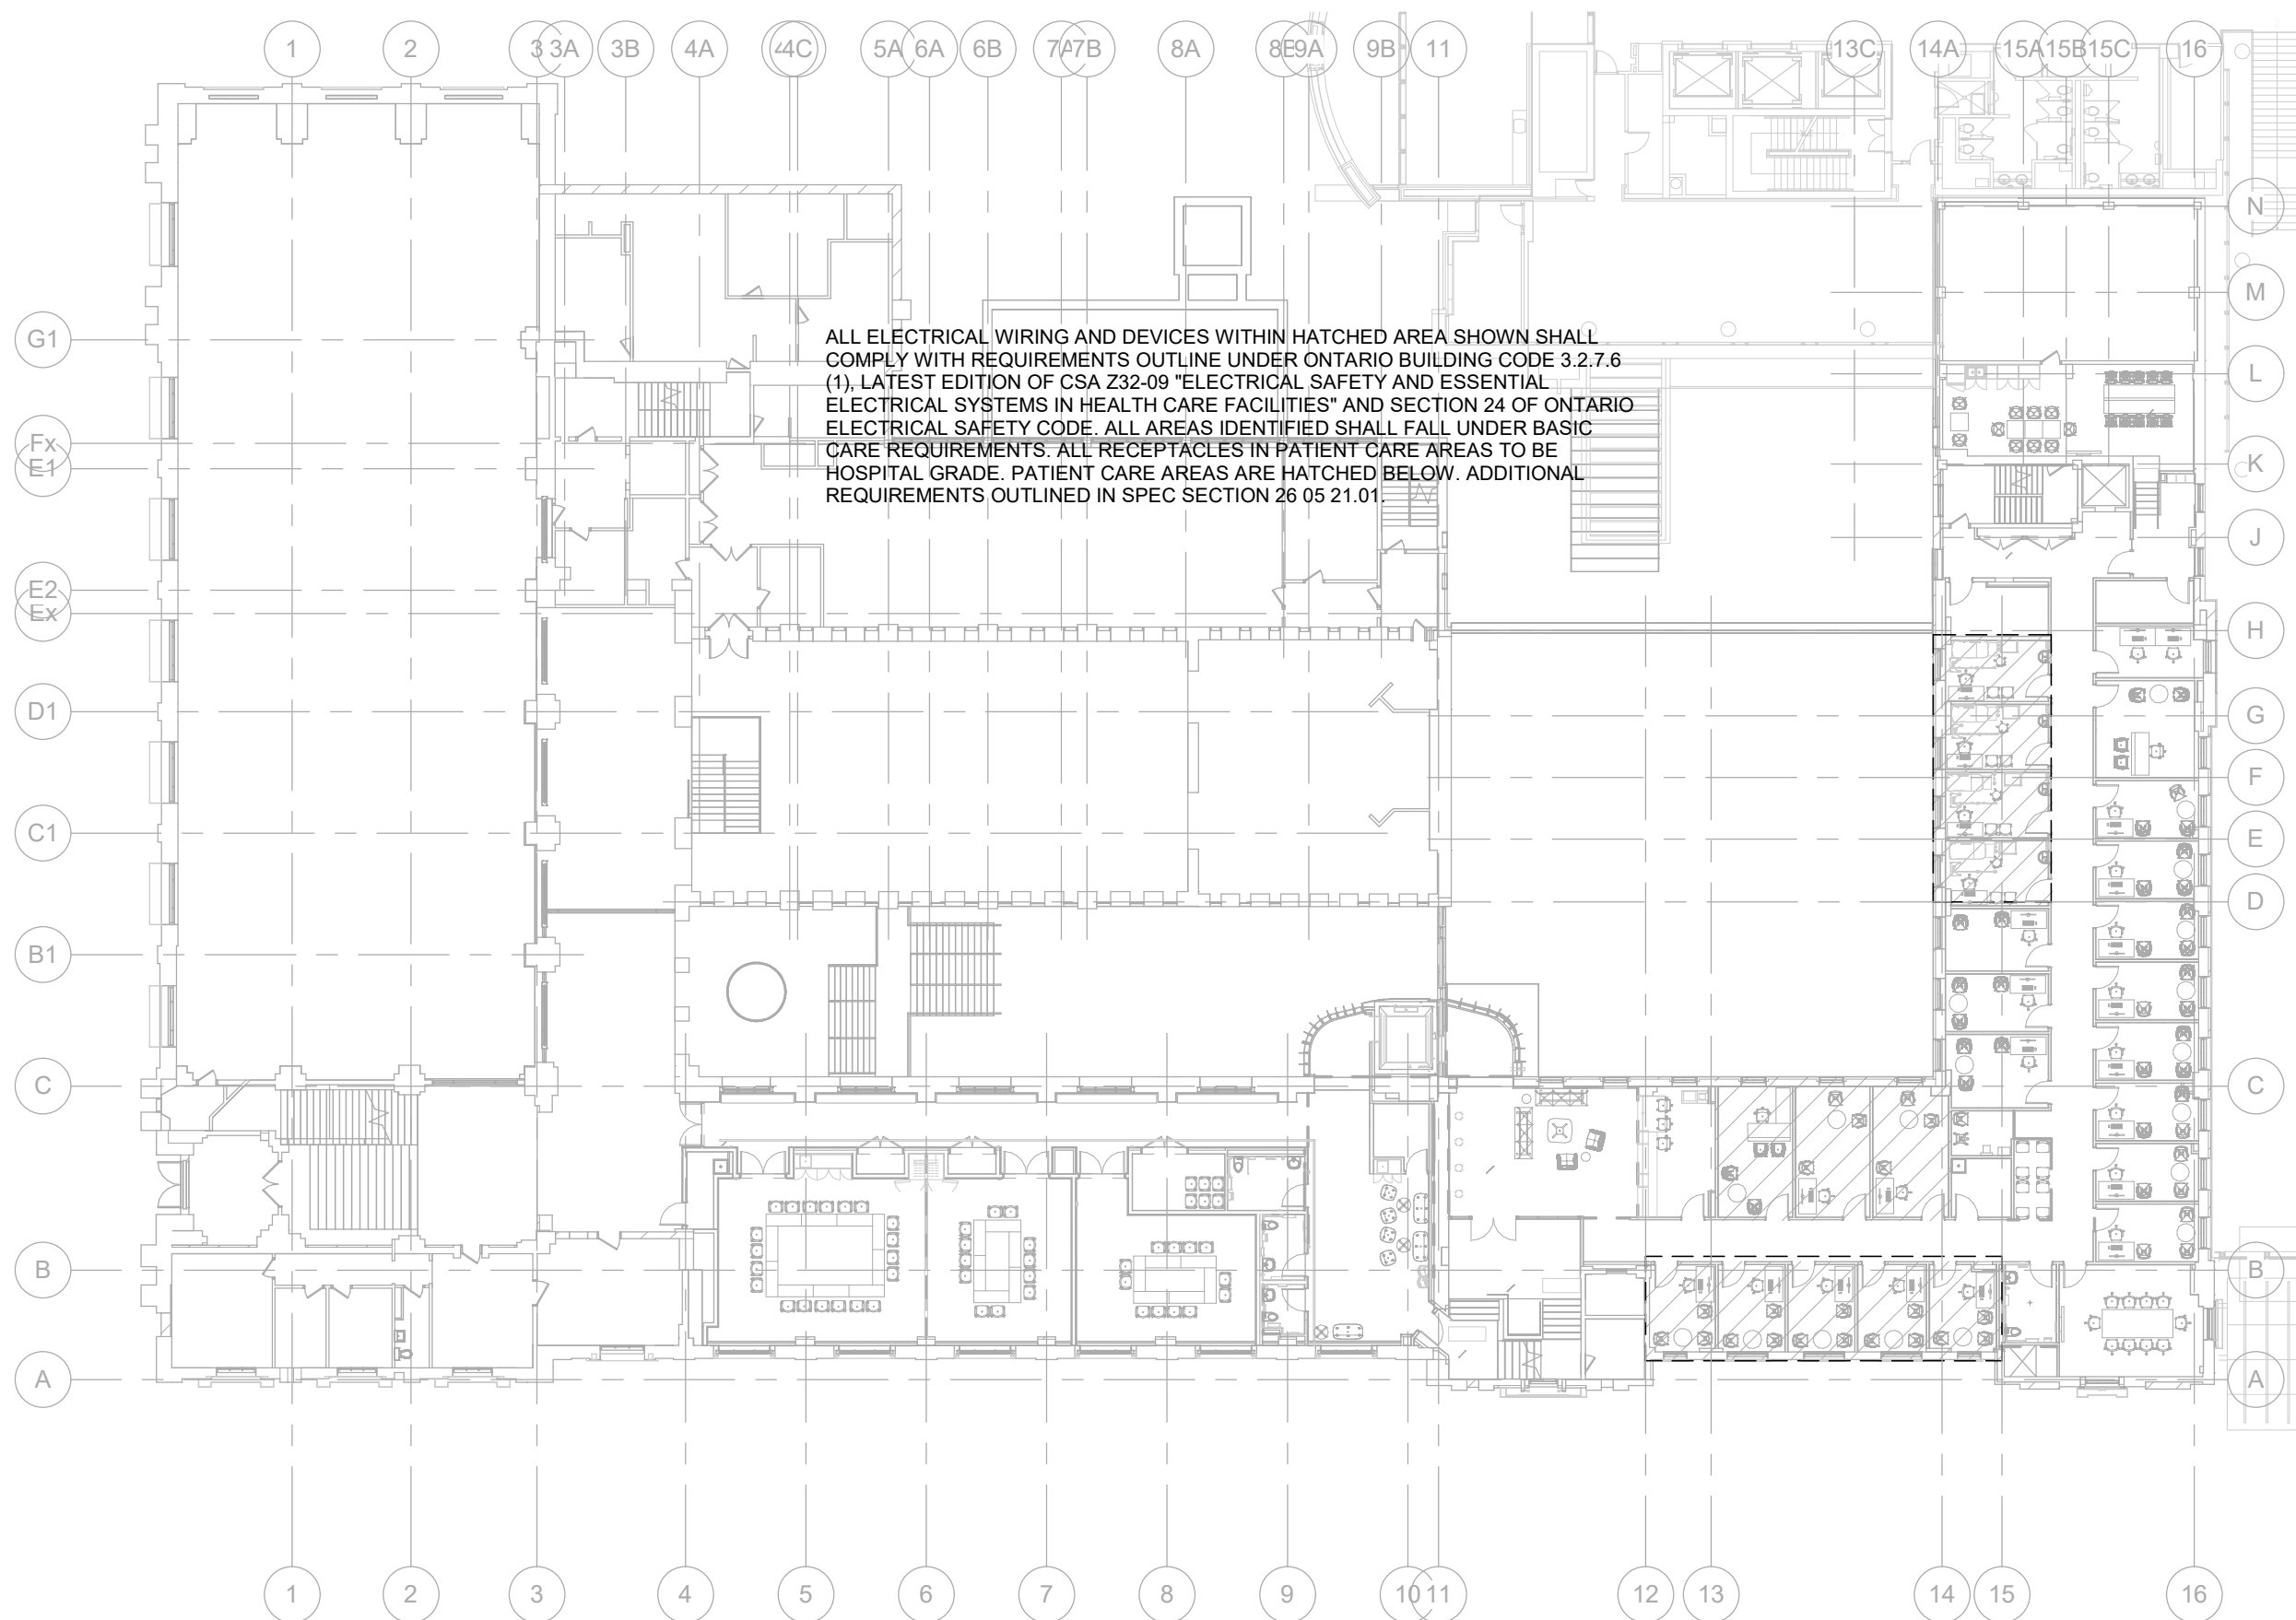 1 2 3 3A 3B 4A 4C 5A 6A 6B 7A 7B 8A 9A 9B 11 13C 14A 15A 15B 15C 16
N
M
G1
ALL ELECTRICAL WIRING AND DEVICES WITHIN HATCHED AREA SHOWN SHALL
COMPLY WITH REQUIREMENTS OUTLINE UNDER ONTARIO BUILDING CODE 3.2.7.6
(1), LATEST EDITION OF CSA Z32-09 "ELECTRICAL SAFETY AND ESSENTIAL
ELECTRICAL SYSTEMS IN HEALTH CARE FACILITIES" AND SECTION 24 OF ONTARIO
ELECTRICAL SAFETY CODE. ALL AREAS IDENTIFIED SHALL FALL UNDER BASIC
CARE REQUIREMENTS. ALL RECEPTACLES IN PATIENT CARE AREAS TO BE
HOSPITAL GRADE. PATIENT CARE AREAS ARE HATCHED BELOW. ADDITIONAL
REQUIREMENTS OUTLINED IN SPEC SECTION 26 05 21.01.
L
Fx
E1
K
J
E2
Ex
H
D1
G
F
C1
E
D
B1
C C
B B
A A
1 2 3 4 5 6 7 8 9 10 11 12 13 14 15 16